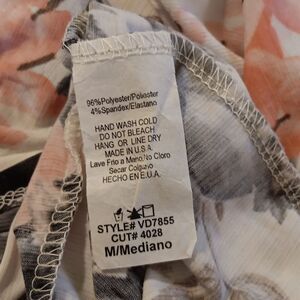 96%Polyester/Poliester
4%Spandex/Elastano
HAND WASH COLD
DO NOT BLEACH
HANG OR LINE DRY
MADE IN U.S.A.
Lave Frio a Mano,No Cloro
Secar Colgado
HECHO EN E.U.A.
STYLE# VD7855
CUT# 4028
M/Mediano